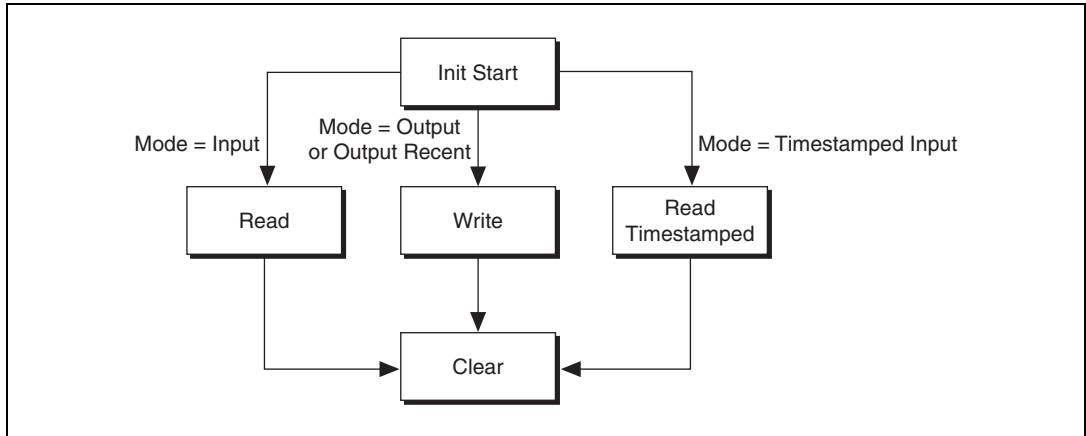 Init Start
Mode = Input
Mode = Output
or Output Recent
Mode = Timestamped Input
Read
Write
Read
Timestamped
Clear